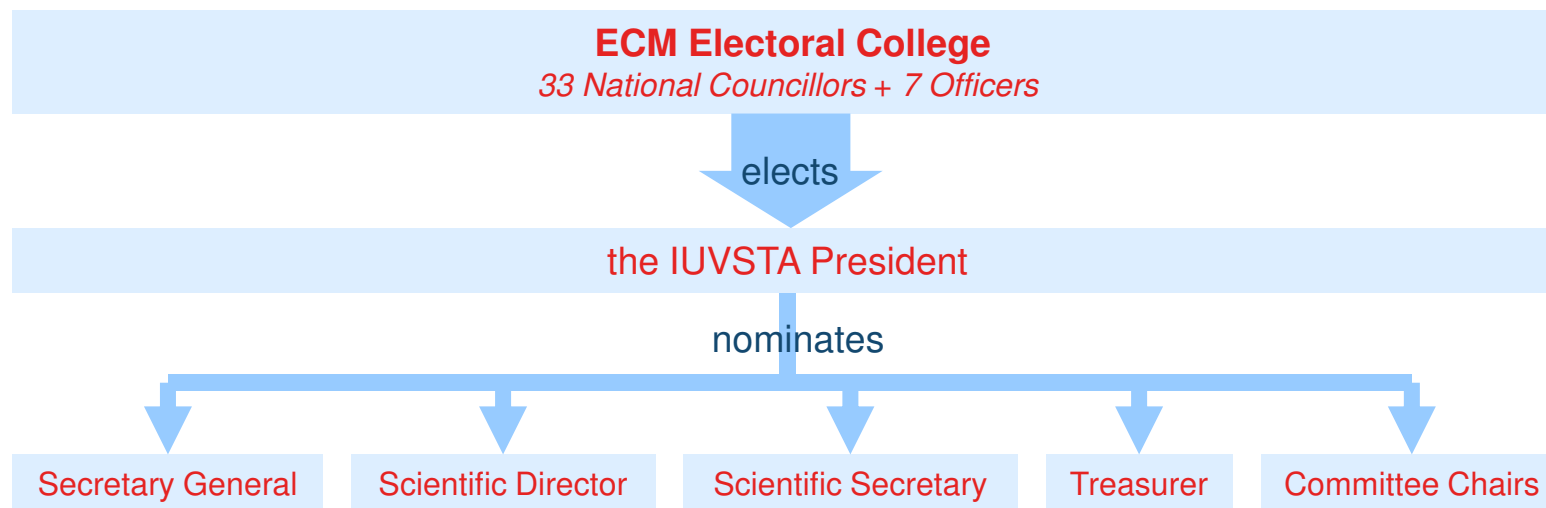 ECM Electoral College
33 National Councillors + 7 Officers
elects
the IUVSTA President
nominates
Secretary General
Scientific Director
Scientific Secretary
Treasurer
Committee Chairs